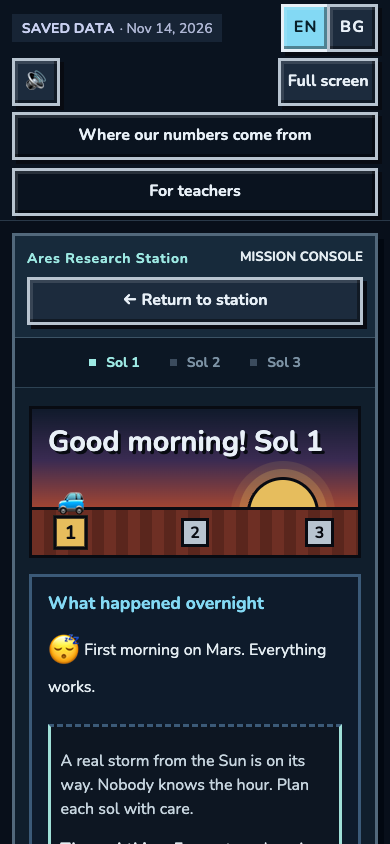 SAVED DATA · Nov 14, 2026
EN BG
Full screen
Where our numbers come from
For teachers
Ares Research Station
MISSION CONSOLE
← Return to station
Sol 1 Sol 2 Sol 3
Good morning! Sol 1
1 2 3
What happened overnight
First morning on Mars. Everything
works.
A real storm from the Sun is on its
way. Nobody knows the hour. Plan
each sol with care.